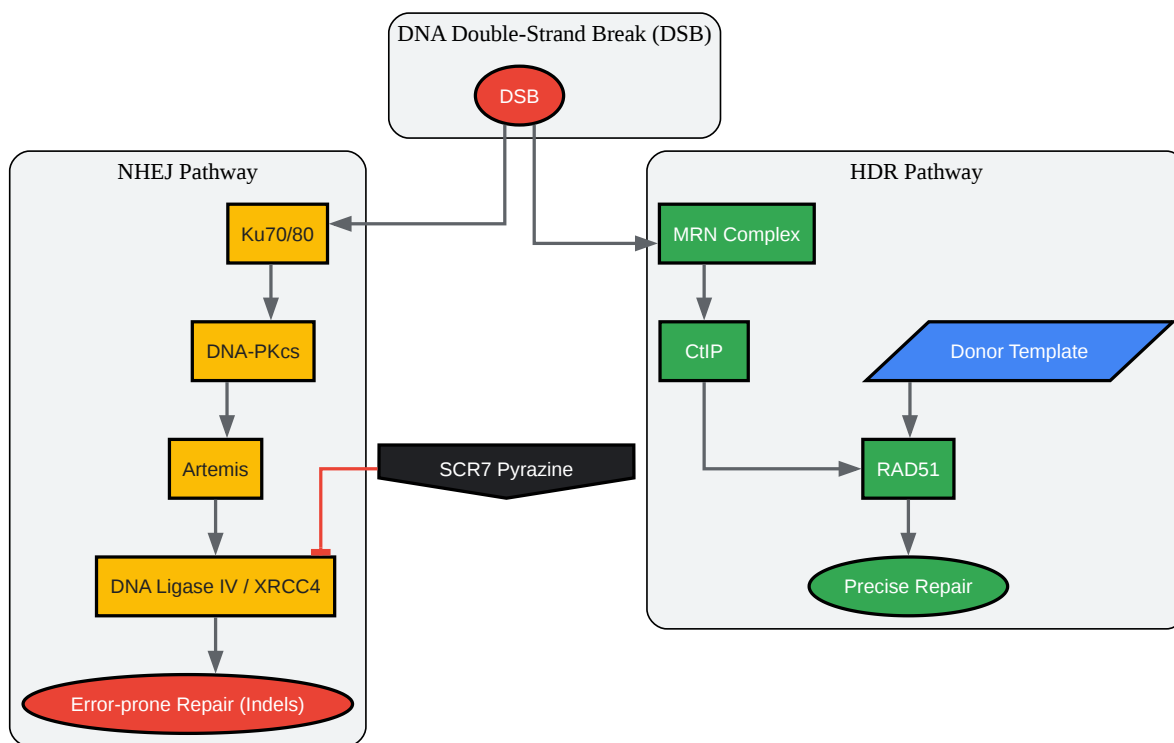 DNA Double-Strand Break (DSB)
DSB
NHEJ Pathway
Ku70/80
DNA-PKcs
Artemis
DNA Ligase IV / XRCC4
Error-prone Repair (Indels)
SCR7 Pyrazine
HDR Pathway
MRN Complex
CtIP
Donor Template
RAD51
Precise Repair